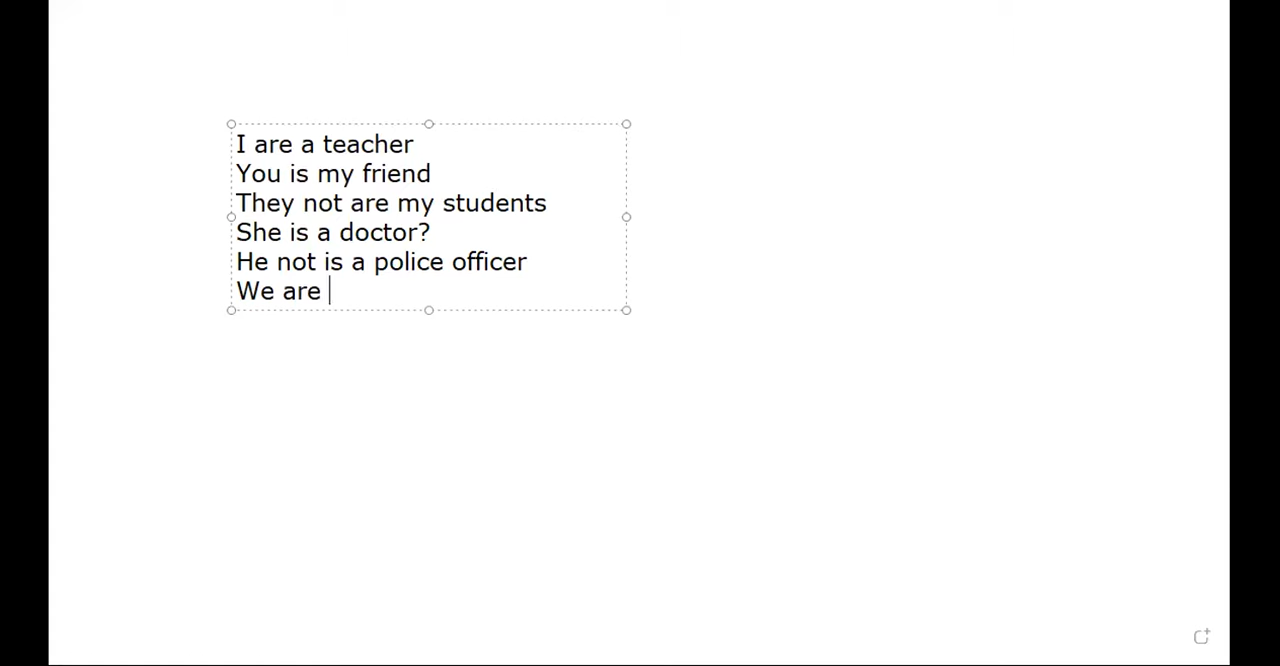 I are a teacher
You is my friend
They not are my students
She is a doctor?
He not is a police officer
We are